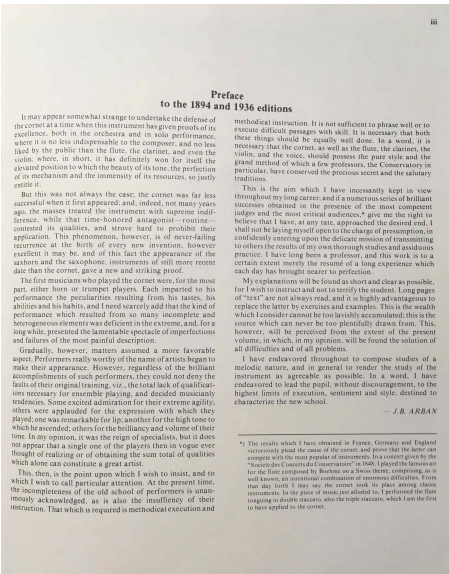 iii
Preface
to the 1894 and 1936 editions
It may appear somewhat strange to undertake the defense of
the cornet at a time when this instrument has given proofs of its
excellence, both in the orchestra and in solo performance,
where it is no less indispensable to the composer, and no less
liked by the public than the flute, the clarinet, and even the
violin; where, in short, it has definitely won for itself the
elevated position to which the beauty of its tone, the perfection
of its mechanism and the immensity of its resources, so justly
entitle it.
But this was not always the case; the cornet was far less
successful when it first appeared; and, indeed, not many years
ago, the masses treated the instrument with supreme indif-
ference, while that time-honored antagonist—routine—
contested its qualities, and strove hard to prohibit their
application. This phenomenon, however, is of never-failing
recurrence at the birth of every new invention, however
excellent it may be, and of this fact the appearance of the
saxhorn and the saxophone, instruments of still more recent
date than the cornet, gave a new and striking proof.
The first musicians who played the cornet were, for the most
part, either horn or trumpet players. Each imparted to his
performance the peculiarities resulting from his tastes, his
abilities and his habits, and I need scarcely add that the kind of
performance which resulted from so many incomplete and
heterogeneous elements was deficient in the extreme, and, for a
long while, presented the lamentable spectacle of imperfections
and failures of the most painful description.
Gradually, however, matters assumed a more favorable
aspect. Performers really worthy of the name of artists began to
make their appearance. However, regardless of the brilliant
accomplishments of such performers, they could not deny the
faults of their original training, viz., the total lack of qualificat-
ions necessary for ensemble playing, and decided musicianly
tendencies. Some excited admiration for their extreme agility;
others were applauded for the expression with which they
played; one was remarkable for lip; another for the high tone to
which he ascended; others for the brilliancy and volume of their
tone. In my opinion, it was the reign of specialists, but it does
not appear that a single one of the players then in vogue ever
thought of realizing or of obtaining the sum total of qualities
which alone can constitute a great artist.
This, then, is the point upon which I wish to insist, and to
which I wish to call particular attention. At the present time,
the incompleteness of the old school of performers is unan-
imously acknowledged, as is also the insufficiency of their
instruction. That which is required is methodical execution and
methodical instruction. It is not sufficient to phrase well or to
execute difficult passages with skill. It is necessary that both
these things should be equally well done. In a word, it is
necessary that the cornet, as well as the flute, the clarinet, the
violin, and the voice, should possess the pure style and the
grand method of which a few professors, the Conservatory in
particular, have conserved the precious secret and the salutary
traditions.
This is the aim which I have incessantly kept in view
throughout my long career; and if a numerous series of brilliant
successes obtained in the presence of the most competent
judges and the most critical audiences,* give me the right to
believe that I have, at any rate, approached the desired end, I
shall not be laying myself open to the charge of presumption, in
confidently entering upon the delicate mission of transmitting
to others the results of my own thorough studies and assiduous
practice. I have long been a professor, and this work is to a
certain extent merely the resumé of a long experience which
each day has brought nearer to perfection.
My explanations will be found as short and clear as possible,
for I wish to instruct and not to terrify the student. Long pages
of "text" are not always read, and it is highly advantageous to
replace the latter by exercises and examples. This is the wealth
which I consider cannot be too lavishly accumulated; this is the
source which can never be too plentifully drawn from. This,
however, will be perceived from the extent of the present
volume, in which, in my opinion, will be found the solution of
all difficulties and of all problems.
I have endeavored throughout to compose studies of a
melodic nature, and in general to render the study of the
instrument as agreeable as possible. In a word, I have
endeavored to lead the pupil, without discouragement, to the
highest limits of execution, sentiment and style, destined to
characterize the new school.
— J.B. ARBAN
*) The results which I have obtained in France, Germany and England
victoriously plead the cause of the cornet, and prove that the latter can
compete with the most popular of instruments. In a concert given by the
"Societe des Concerts du Conservatoire" in 1848, I played the famous air
for the flute composed by Boehme on a Swiss theme, comprising, as is
well known, an intentional combination of enormous difficulties. From
that day forth I may say the cornet took its place among classic
instruments. In the piece of music just alluded to, I performed the flute
tonguing in double staccato, also the triple staccato, which I am the first
to have applied to the cornet.